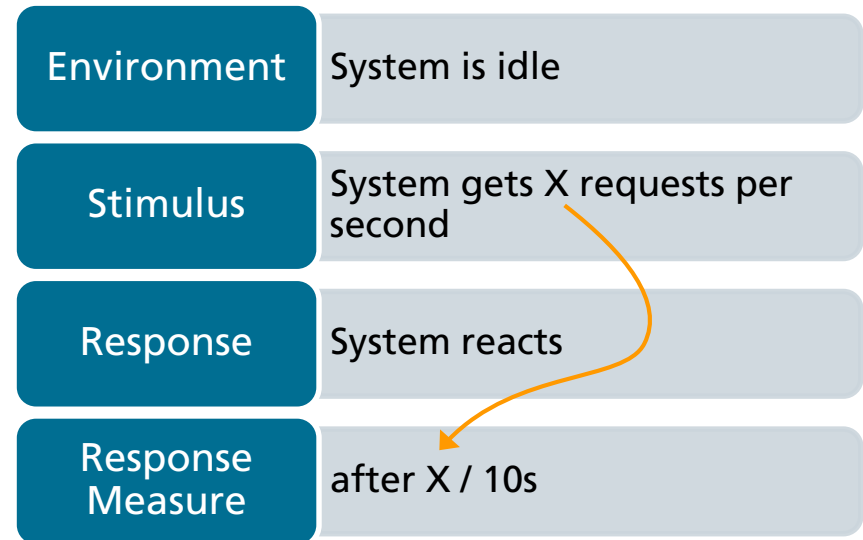 Environment
System is idle
Stimulus
System gets X requests per
second
Response
System reacts
Response
Measure
after X / 10s